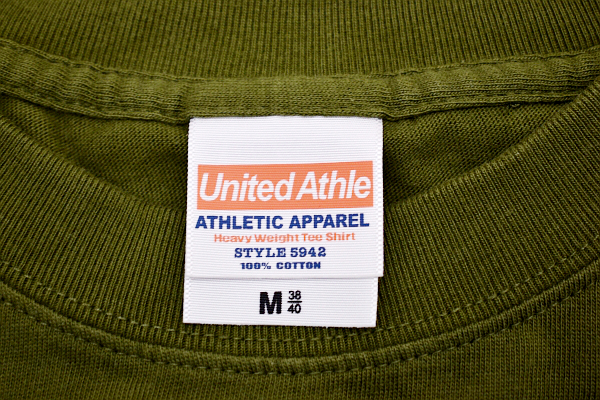 United Athle
ATHLETIC APPAREL
Heavy Weight Tee Shirt
STYLE 5942
100% COTTON
M 38/40